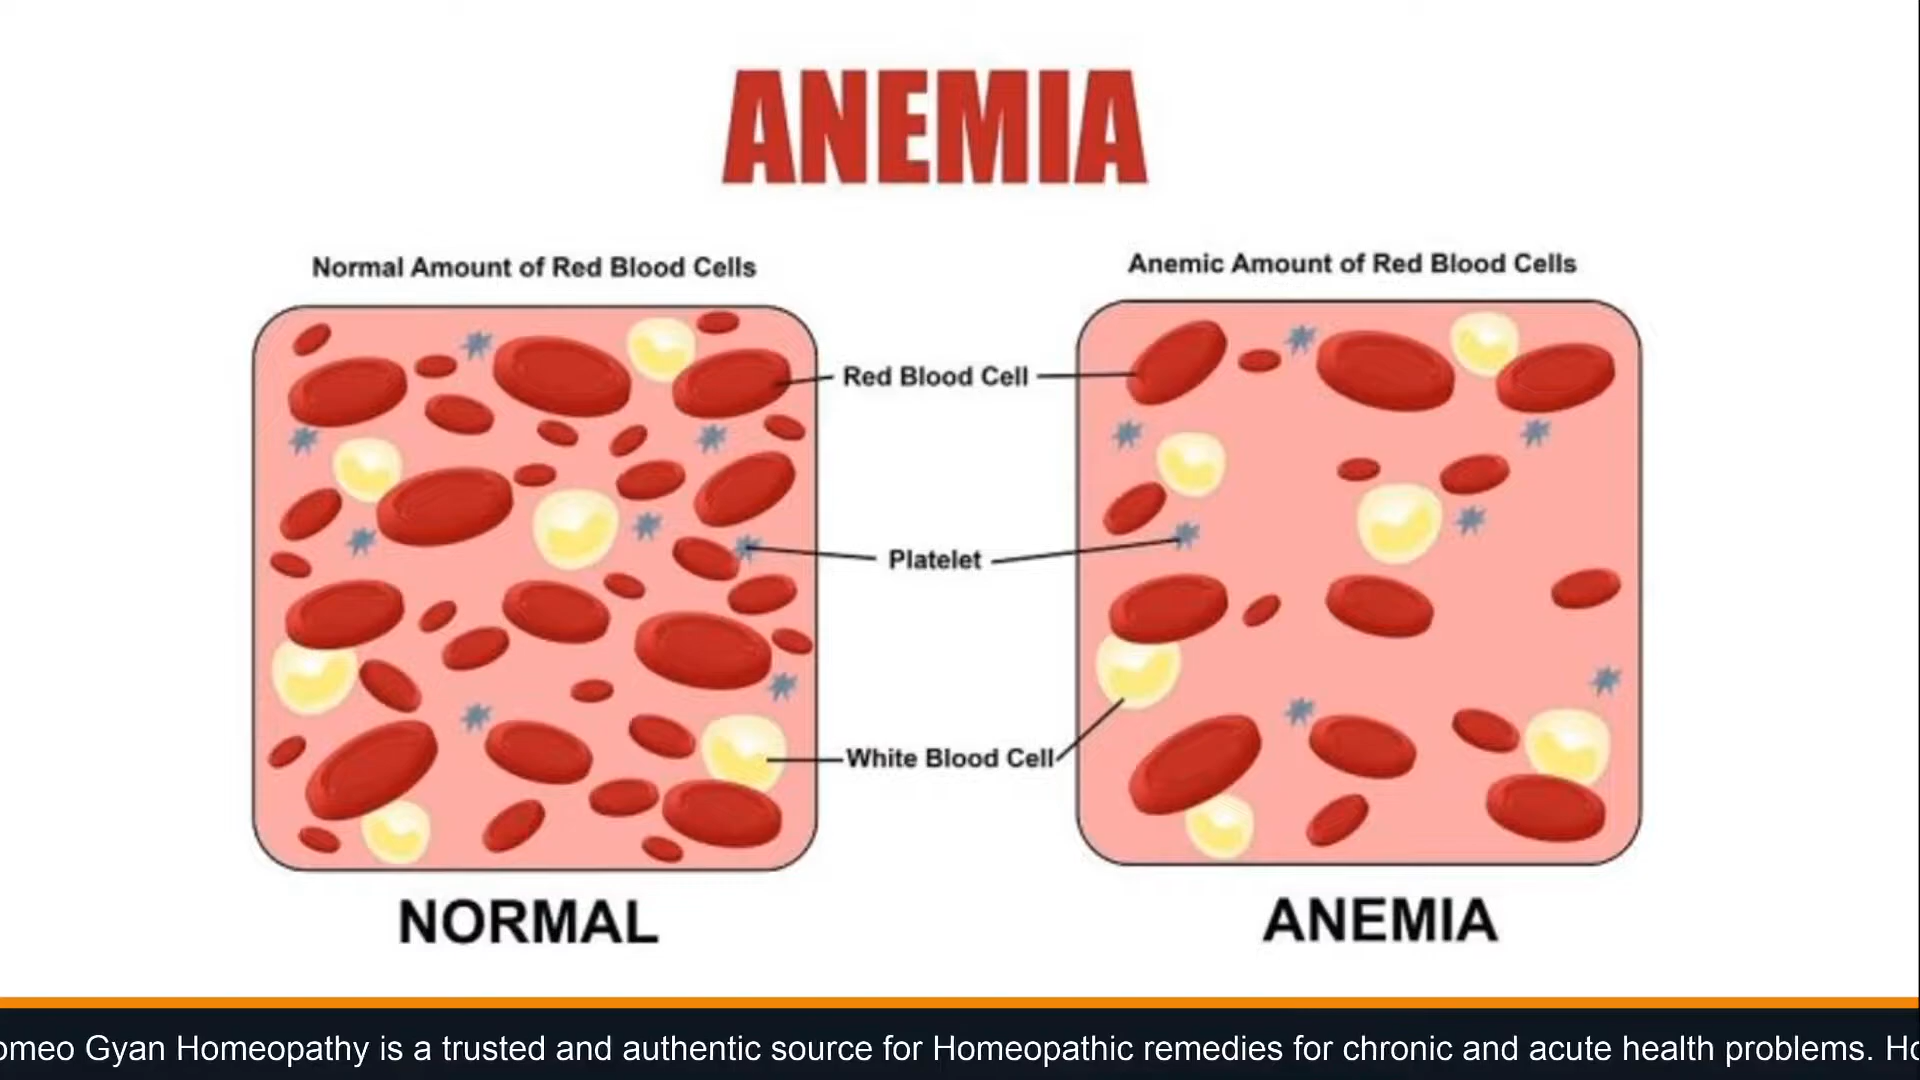 ANEMIA
Normal Amount of Red Blood Cells
Anemic Amount of Red Blood Cells
Red Blood Cell
Platelet
White Blood Cell
NORMAL
ANEMIA
Gyan Homeopathy is a trusted and authentic source for Homeopathic remedies for chronic and acute health problems.